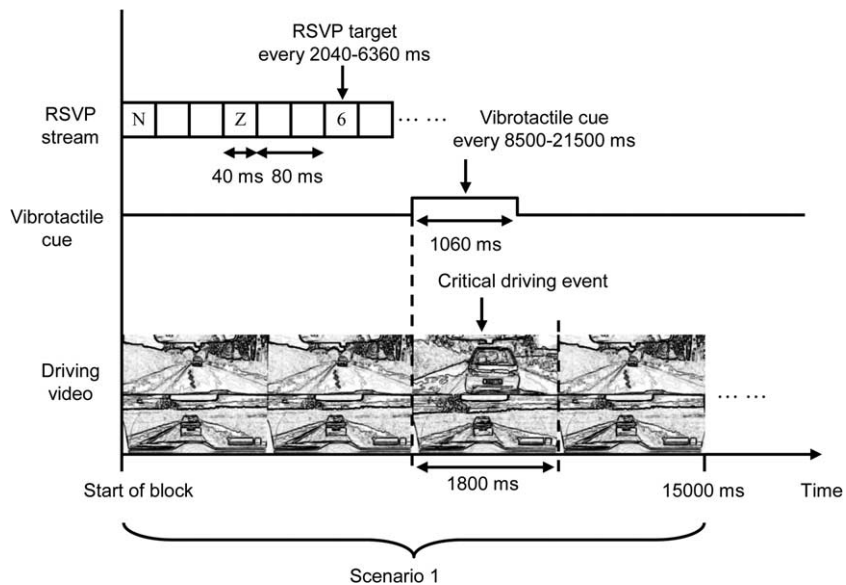 RSVP target
every 2040-6360 ms
RSVP
stream
N Z 6 ... ...
Vibrotactile cue
every 8500-21500 ms
40 ms 80 ms
Vibrotactile
cue
1060 ms
Critical driving event
Driving
video
... ...
1800 ms
Start of block
15000 ms
Time
Scenario 1